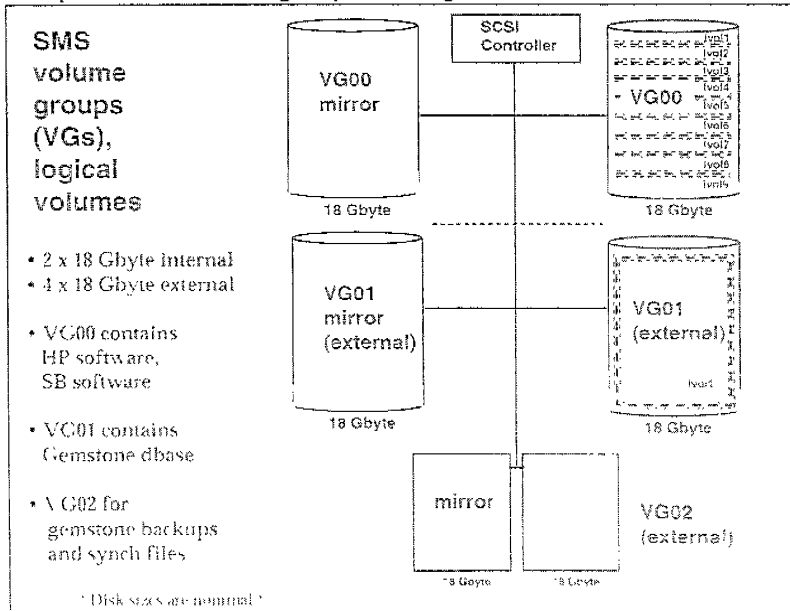 SMS
volume
groups
(VGs),
logical
volumes
• 2 x 18 Gbyte internal
• 4 x 18 Gbyte external
• VG00 contains
HP software,
SB software
• VG01 contains
Gemstone dbase
• VG02 for
gemstone backups
and synch files
* Disk sizes are nominal *
SCSI
Controller
VG00
mirror
18 Gbyte
VG00
lvol1
lvol2
lvol3
lvol4
lvol5
lvol6
lvol7
lvol8
lvol9
18 Gbyte
VG01
mirror
(external)
18 Gbyte
VG01
(external)
lvol1
18 Gbyte
mirror
18 Gbyte
18 Gbyte
VG02
(external)